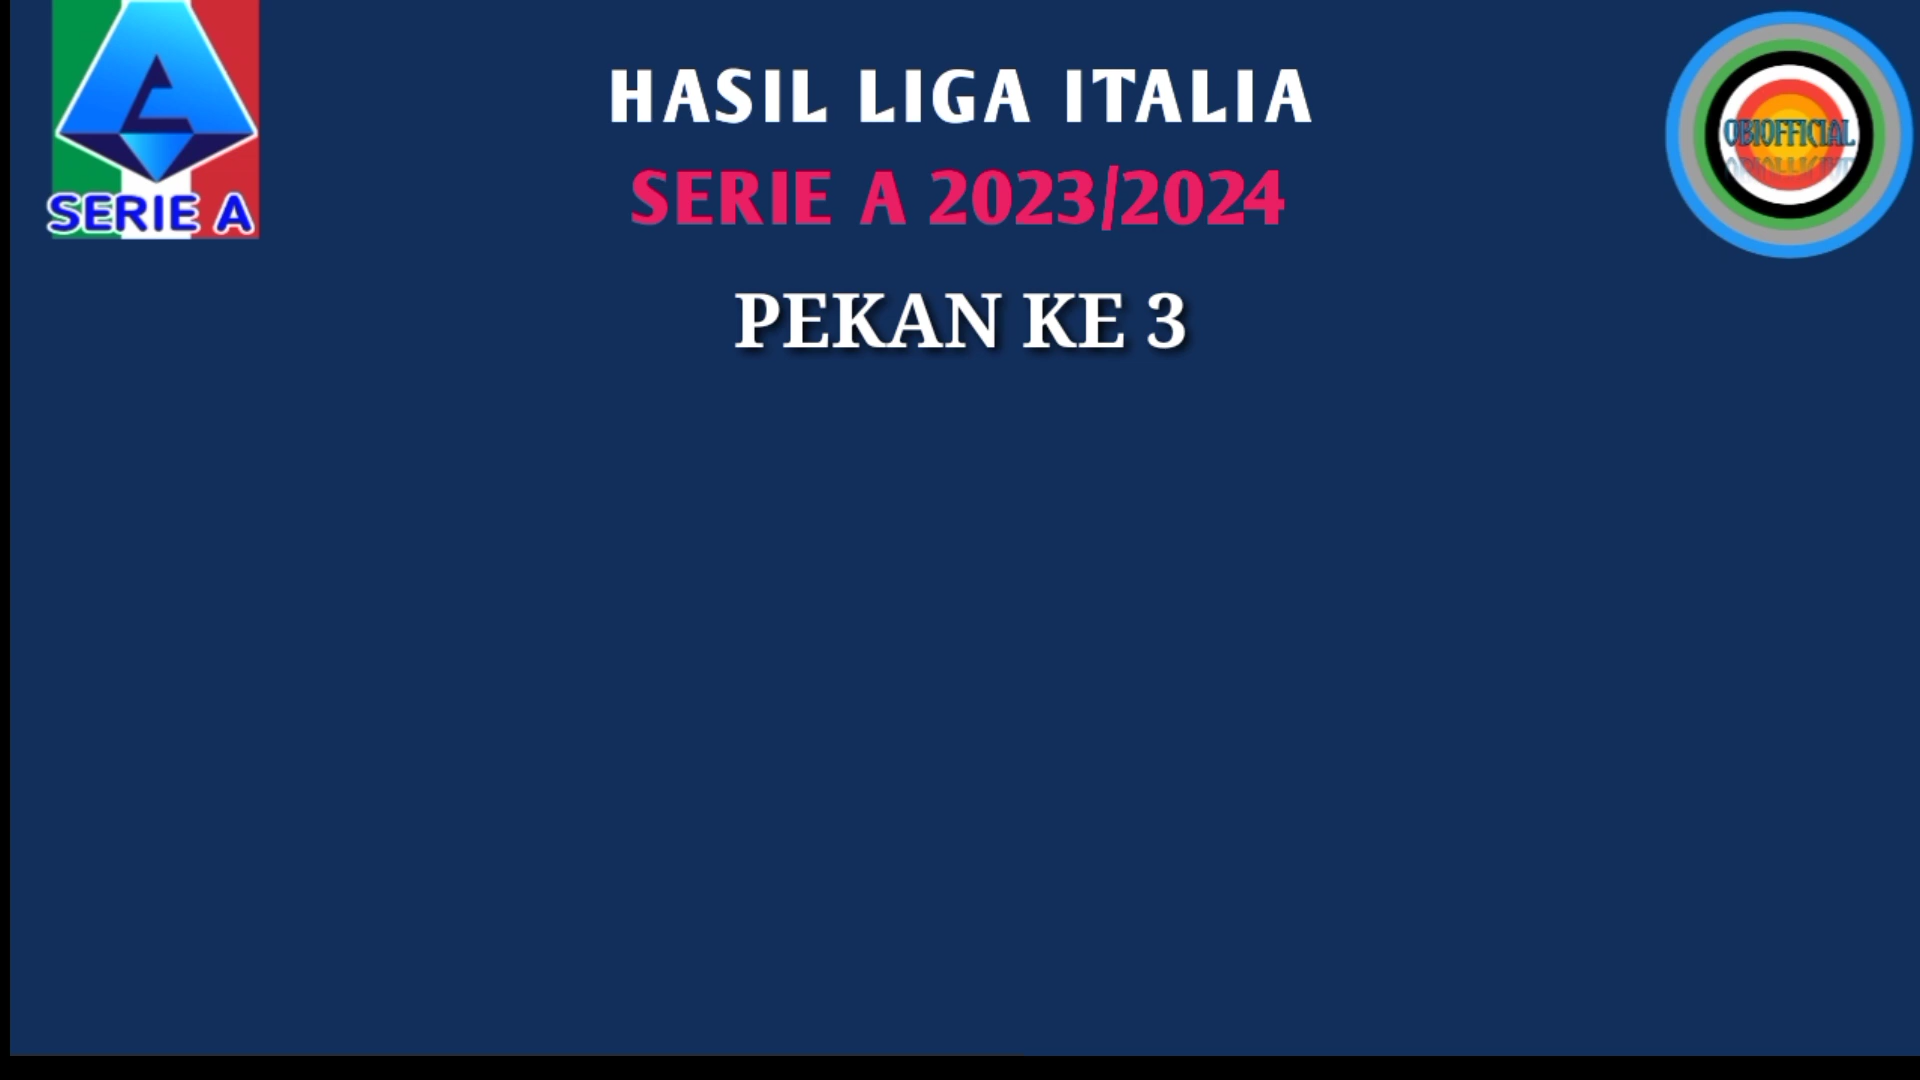 SERIE A
HASIL LIGA ITALIA
SERIE A 2023/2024
PEKAN KE 3
OBIOFFICIAL